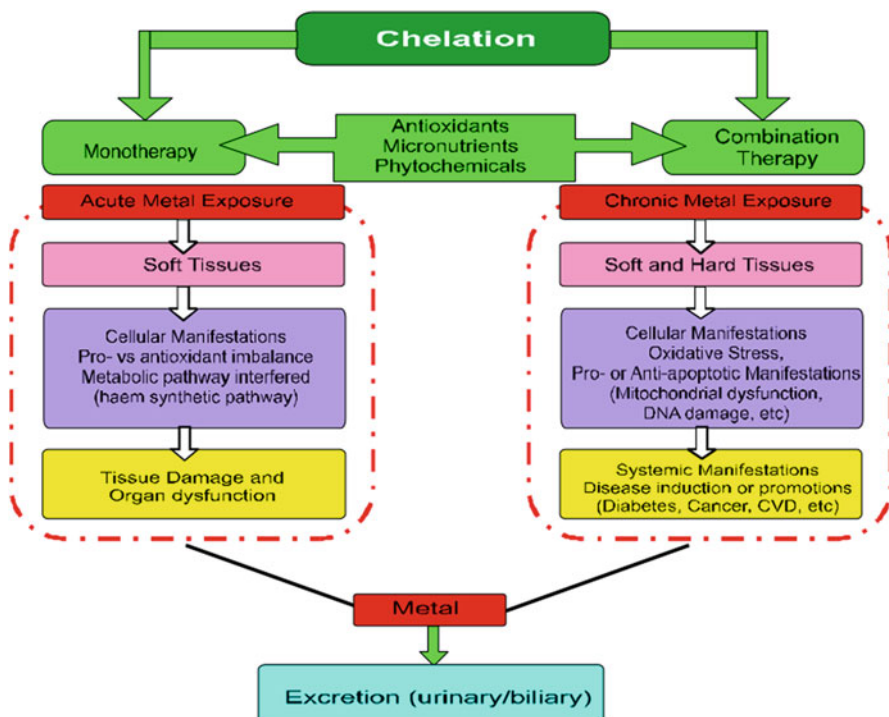 Chelation
Monotherapy
Antioxidants
Micronutrients
Phytochemicals
Combination
Therapy
Acute Metal Exposure
Soft Tissues
Cellular Manifestations
Pro- vs antioxidant imbalance
Metabolic pathway interfered
(haem synthetic pathway)
Tissue Damage and
Organ dysfunction
Chronic Metal Exposure
Soft and Hard Tissues
Cellular Manifestations
Oxidative Stress,
Pro- or Anti-apoptotic Manifestations
(Mitochondrial dysfunction,
DNA damage, etc)
Systemic Manifestations
Disease induction or promotions
(Diabetes, Cancer, CVD, etc)
Metal
Excretion (urinary/biliary)